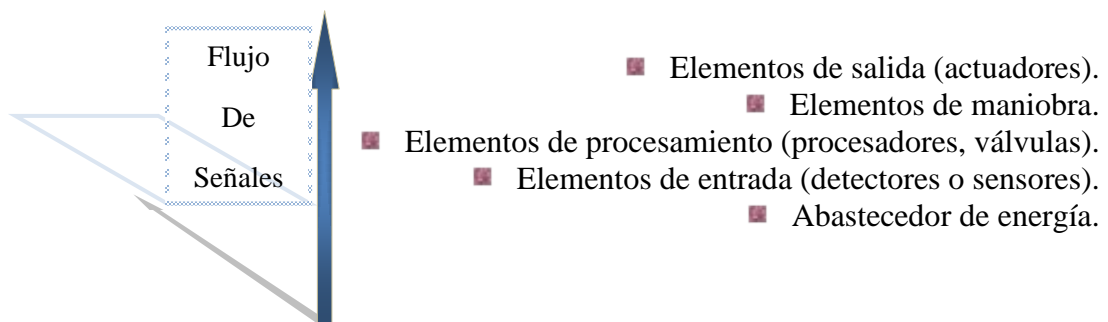 Flujo
De
Señales
Elementos de salida (actuadores).
Elementos de maniobra.
Elementos de procesamiento (procesadores, válvulas).
Elementos de entrada (detectores o sensores).
Abastecedor de energía.